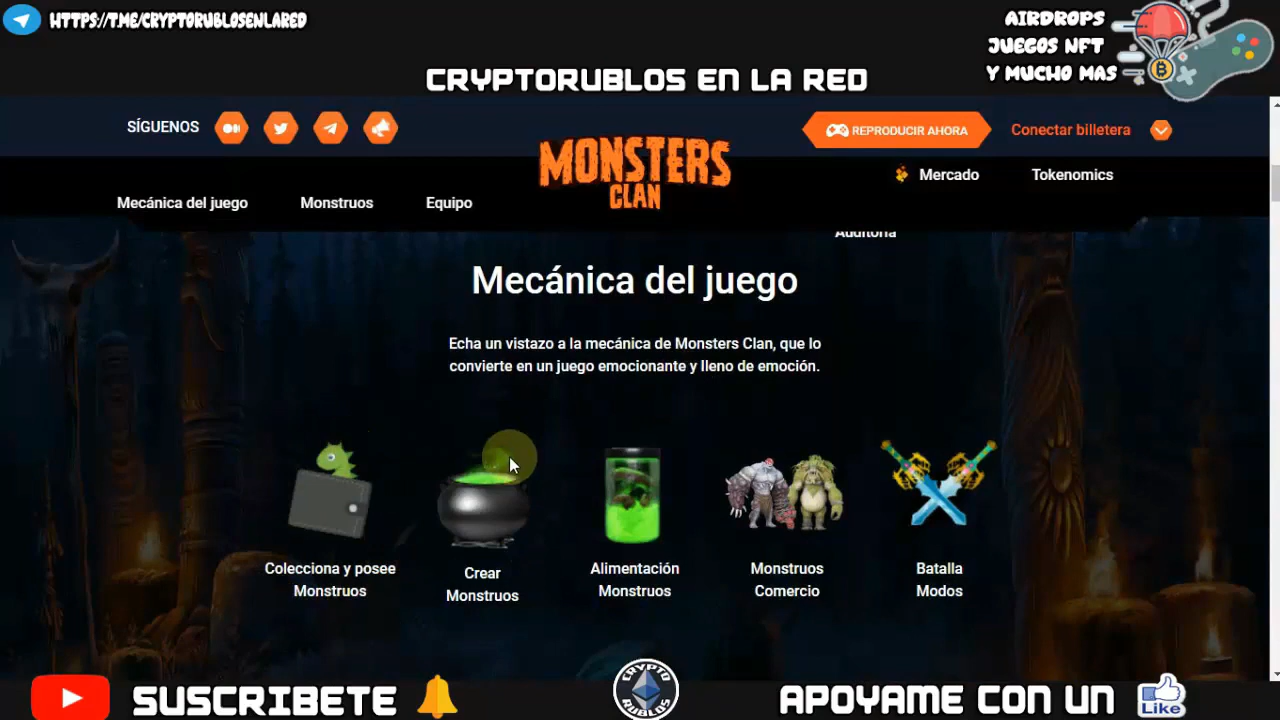 HTTPS://T.ME/CRYPTORUBLOSENLARED
AIRDROPS
JUEGOS NFT
Y MUCHO MAS
CRYPTORUBLOS EN LA RED
SÍGUENOS
REPRODUCIR AHORA
Conectar billetera
MONSTERS
CLAN
Mercado
Tokenomics
Mecánica del juego
Monstruos
Equipo
Auditoría
Mecánica del juego
Echa un vistazo a la mecánica de Monsters Clan, que lo
convierte en un juego emocionante y lleno de emoción.
Colecciona y posee
Monstruos
Crear
Monstruos
Alimentación
Monstruos
Monstruos
Comercio
Batalla
Modos
SUSCRIBETE
CRYPTO
RUBLOS
APOYAME CON UN
Like